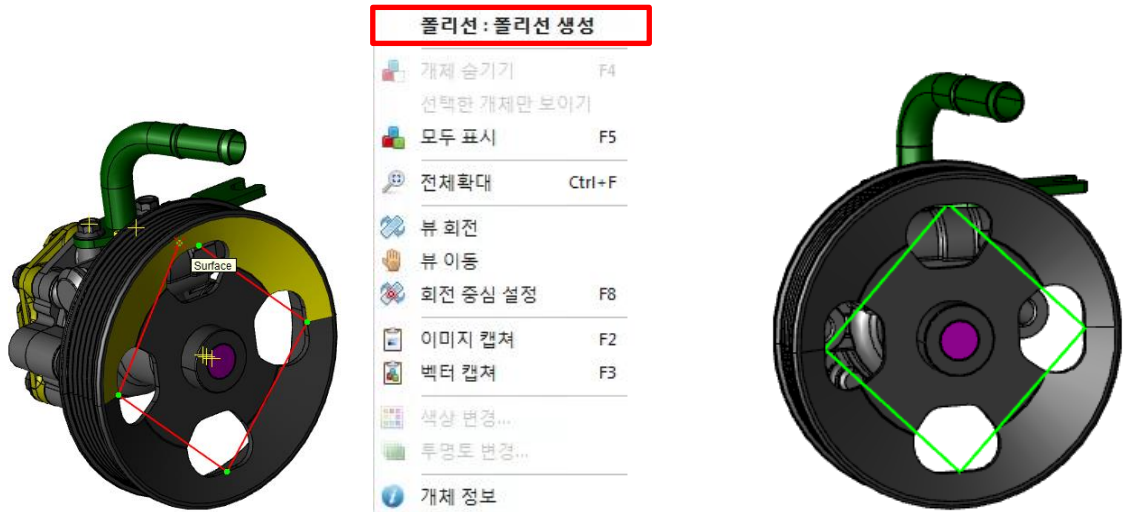 폴리선 : 폴리선 생성
개체 숨기기 F4
선택한 개체만 보이기
모두 표시 F5
전체확대 Ctrl+F
뷰 회전
뷰 이동
회전 중심 설정 F8
이미지 캡쳐 F2
벡터 캡쳐 F3
색상 변경...
투명도 변경...
개체 정보
Surface